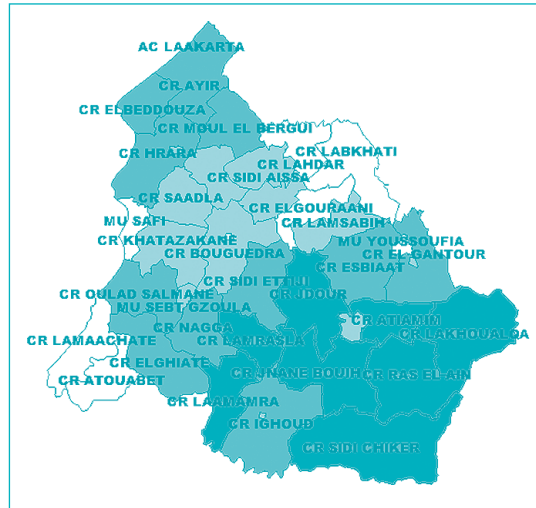 AC LAAKARTA
CR AYIR
CR ELBEDDOUZA
CR MOUL EL BERGUI
CR HRARA
CR LABKHATI
CR LAHDAR
CR SIDI AISSA
CR SAADLA
CR ELGOURAANI
MU SAFI
CR LAMSABIH
CR KHATAZAKANE
MU YOUSSOUFIA
CR BOUGUEDRA
CR EL GANTOUR
CR ESBIAAT
CR SIDI ETTIJI
CR OULAD SALMANE
CR JDOUR
MU SEBT GZOULA
CR ATIAMIM
CR NAGGA
CR LAKHOUALQA
CR LAMAACHATE
CR LAMRASLA
CR ELGHIATE
CR ATOUABET
CR JNANE BOUIH
CR RAS EL AIN
CR LAAMAMRA
CR IGHOUD
CR SIDI CHIKER